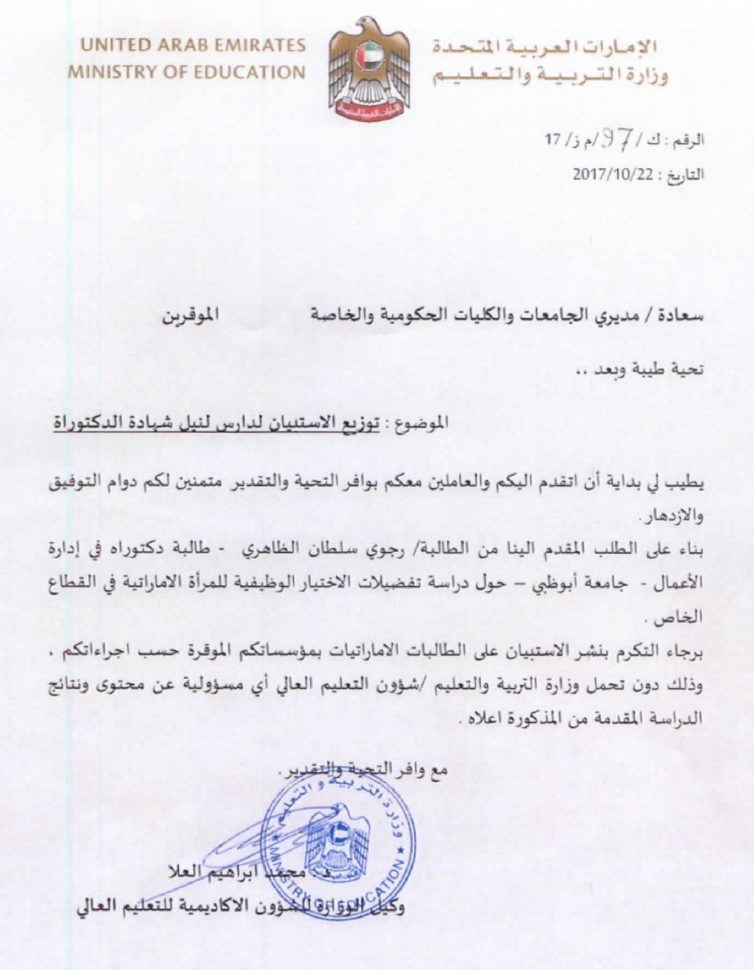 UNITED ARAB EMIRATES
MINISTRY OF EDUCATION
الإمارات العربية المتحدة
وزارة التربية والتعليم
الرقم : ك / 97 /م ز/ 17
التاريخ : 2017/10/22
سعادة / مديري الجامعات والكليات الحكومية والخاصة الموقرين
تحية طيبة وبعد ..
الموضوع : توزيع الاستبيان لدارس لنيل شهادة الدكتوراة
يطيب لي بداية أن اتقدم اليكم والعاملين معكم بوافر التحية والتقدير متمنين لكم دوام التوفيق
والازدهار .
بناء على الطلب المقدم الينا من الطالبة/ رجوي سلطان الظاهري - طالبة دكتوراه في إدارة
الأعمال - جامعة أبوظبي – حول دراسة تفضيلات الاختيار الوظيفية للمرأة الاماراتية في القطاع
الخاص .
برجاء التكرم بنشر الاستبيان على الطالبات الاماراتيات بمؤسساتكم الموقرة حسب اجراءاتكم ،
وذلك دون تحمل وزارة التربية والتعليم /شؤون التعليم العالي أي مسؤولية عن محتوى ونتائج
الدراسة المقدمة من المذكورة اعلاه .
مع وافر التحية والتقدير .
وزارة التربية و التعليم
MINISTRY OF EDUCATION
د. محمد ابراهيم العلا
وكيل الوزارة للشؤون الاكاديمية للتعليم العالي